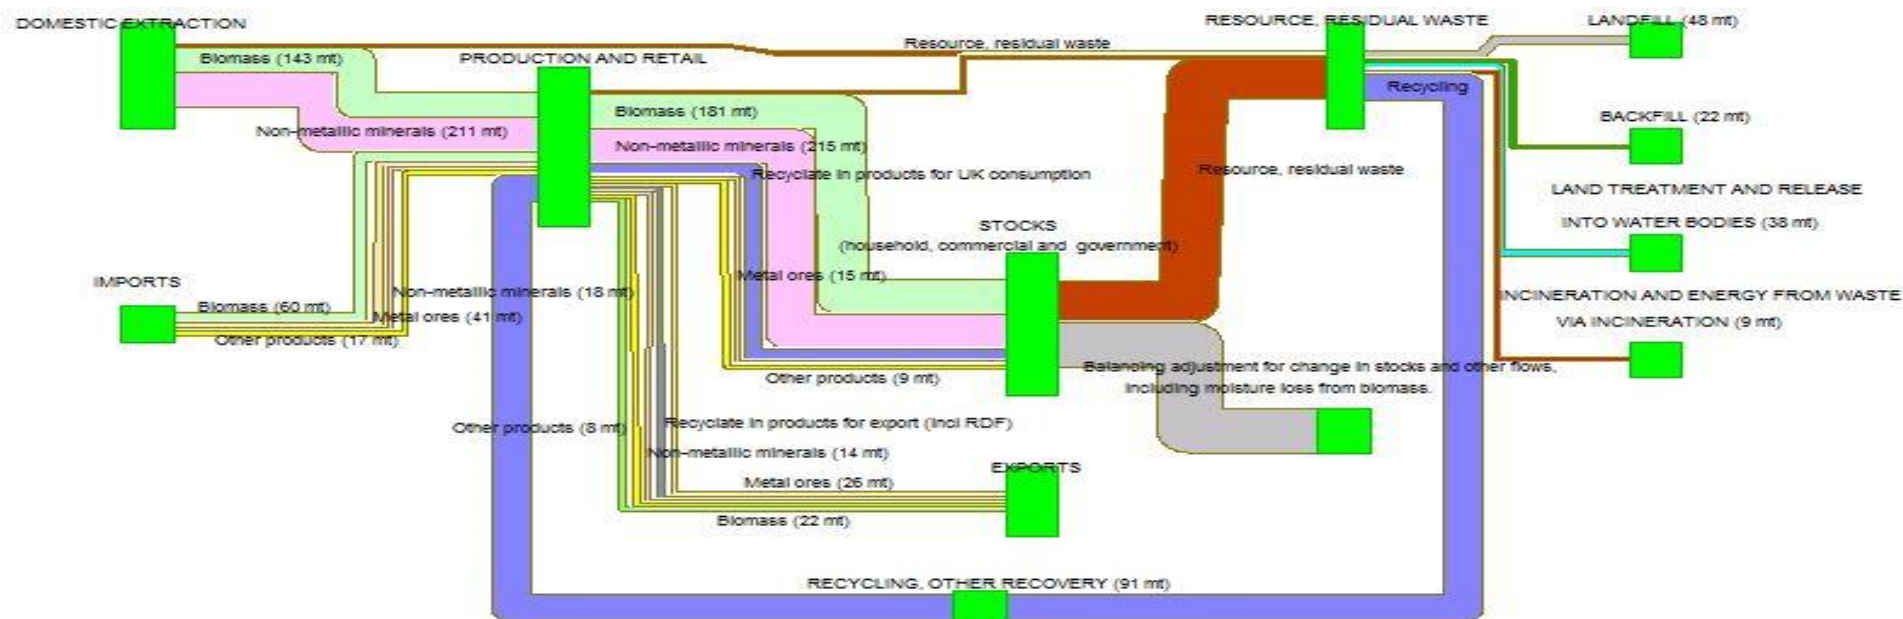 DOMESTIC EXTRACTION
RESOURCE, RESIDUAL WASTE
LANDFILL (48 mt)
Resource, residual waste
Biomass (143 mt)
PRODUCTION AND RETAIL
Recycling
Biomass (181 mt)
BACKFILL (22 mt)
Non-metallic minerals (211 mt)
Non-metallic minerals (215 mt)
Recyclate in products for UK consumption
Resource, residual waste
LAND TREATMENT AND RELEASE
INTO WATER BODIES (38 mt)
STOCKS
(household, commercial and government)
Metal ores (15 mt)
IMPORTS
Non-metallic minerals (18 mt)
INCINERATION AND ENERGY FROM WASTE
VIA INCINERATION (9 mt)
Biomass (60 mt)
Metal ores (41 mt)
Other products (17 mt)
Balancing adjustment for change in stocks and other flows,
including moisture loss from biomass.
Other products (9 mt)
Other products (8 mt)
Recyclate in products for export (incl RDF)
Non-metallic minerals (14 mt)
EXPORTS
Metal ores (26 mt)
Biomass (22 mt)
RECYCLING, OTHER RECOVERY (91 mt)